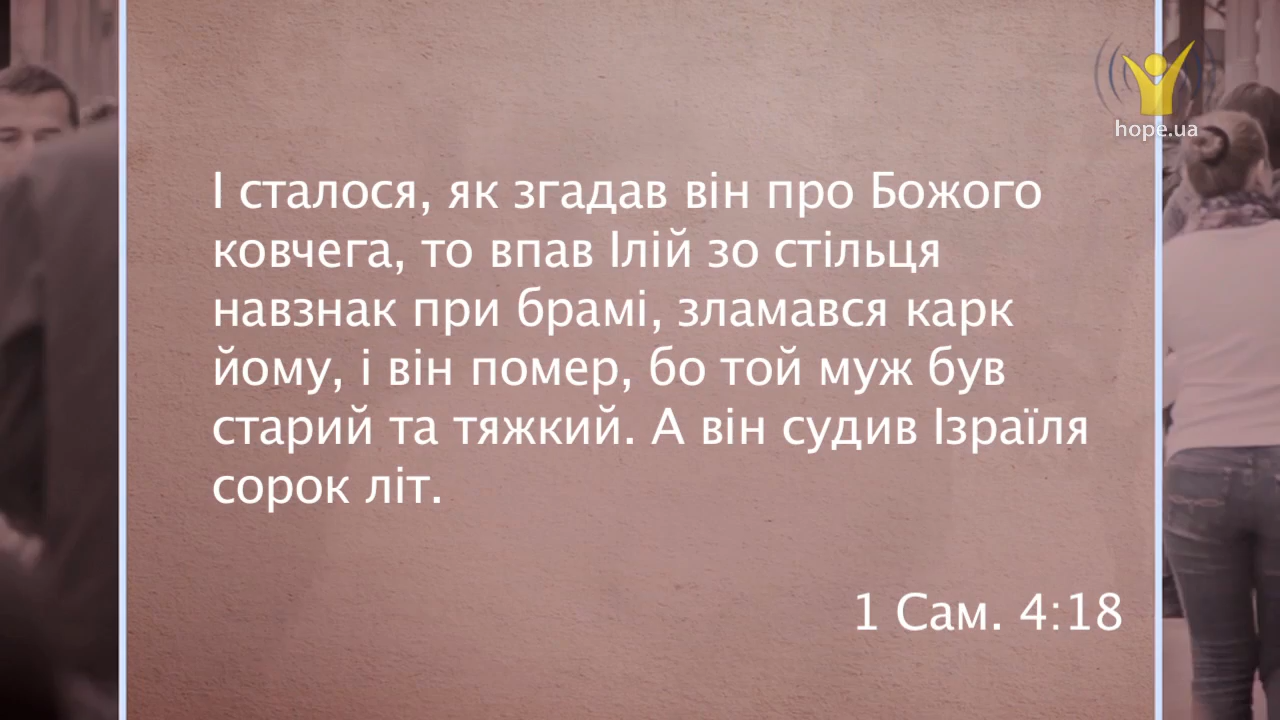 hope.ua
І сталося, як згадав він про Божого
ковчега, то впав Ілій зо стільця
навзнак при брамі, зламався карк
йому, і він помер, бо той муж був
старий та тяжкий. А він судив Ізраїля
сорок літ.
1 Сам. 4:18